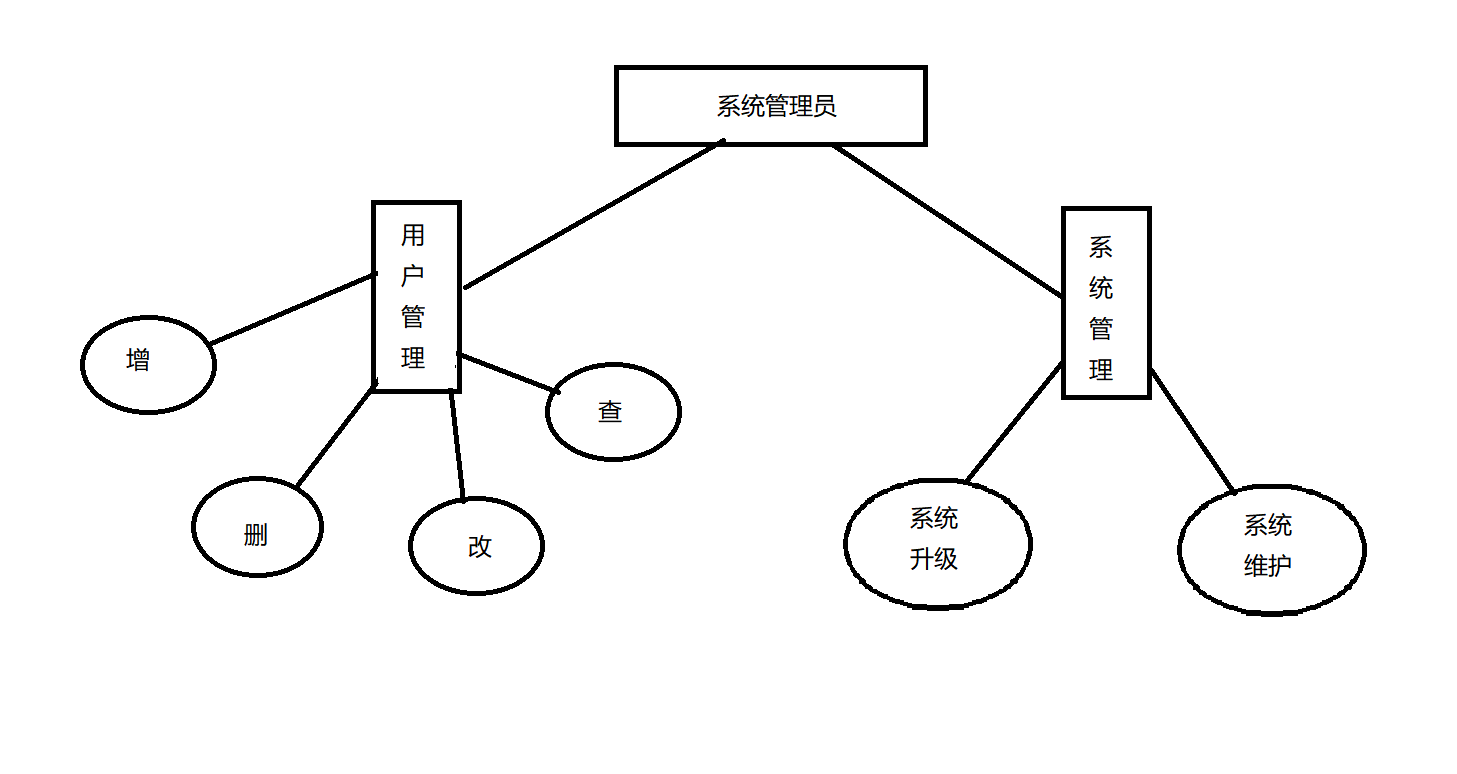 系统管理员
用
户
管
理
系
统
管
理
增
查
删
改
系统
升级
系统
维护